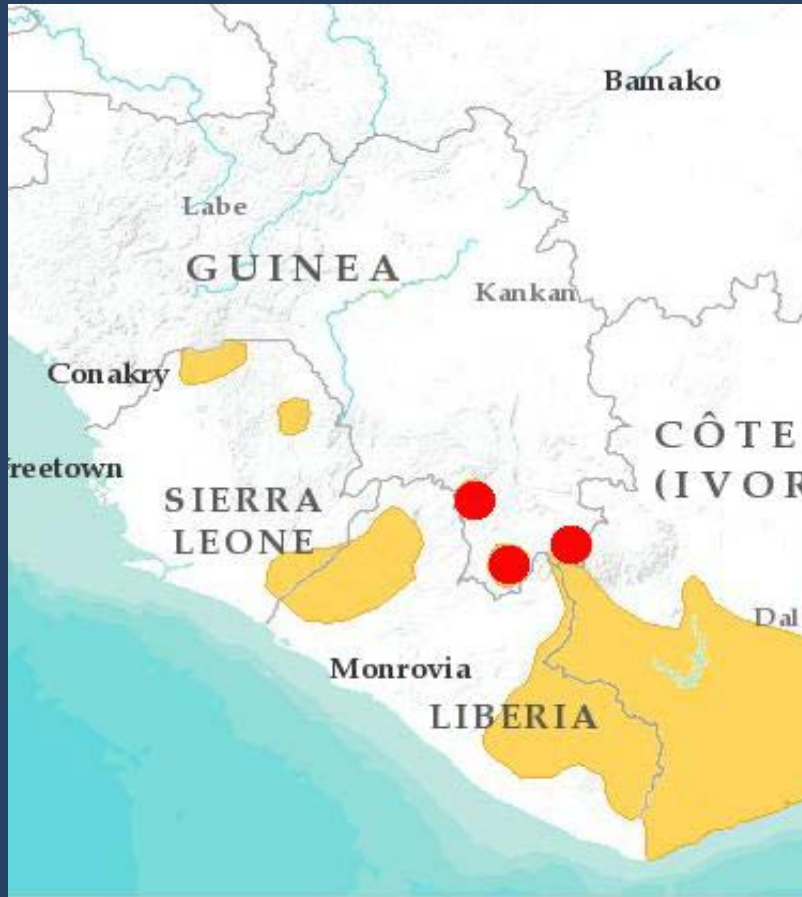 Bamako
Labe
GUINEA
Kankan
Conakry
CÔTE
(IVOR
reetown
SIERRA
LEONE
Dal
Monrovia
LIBERIA